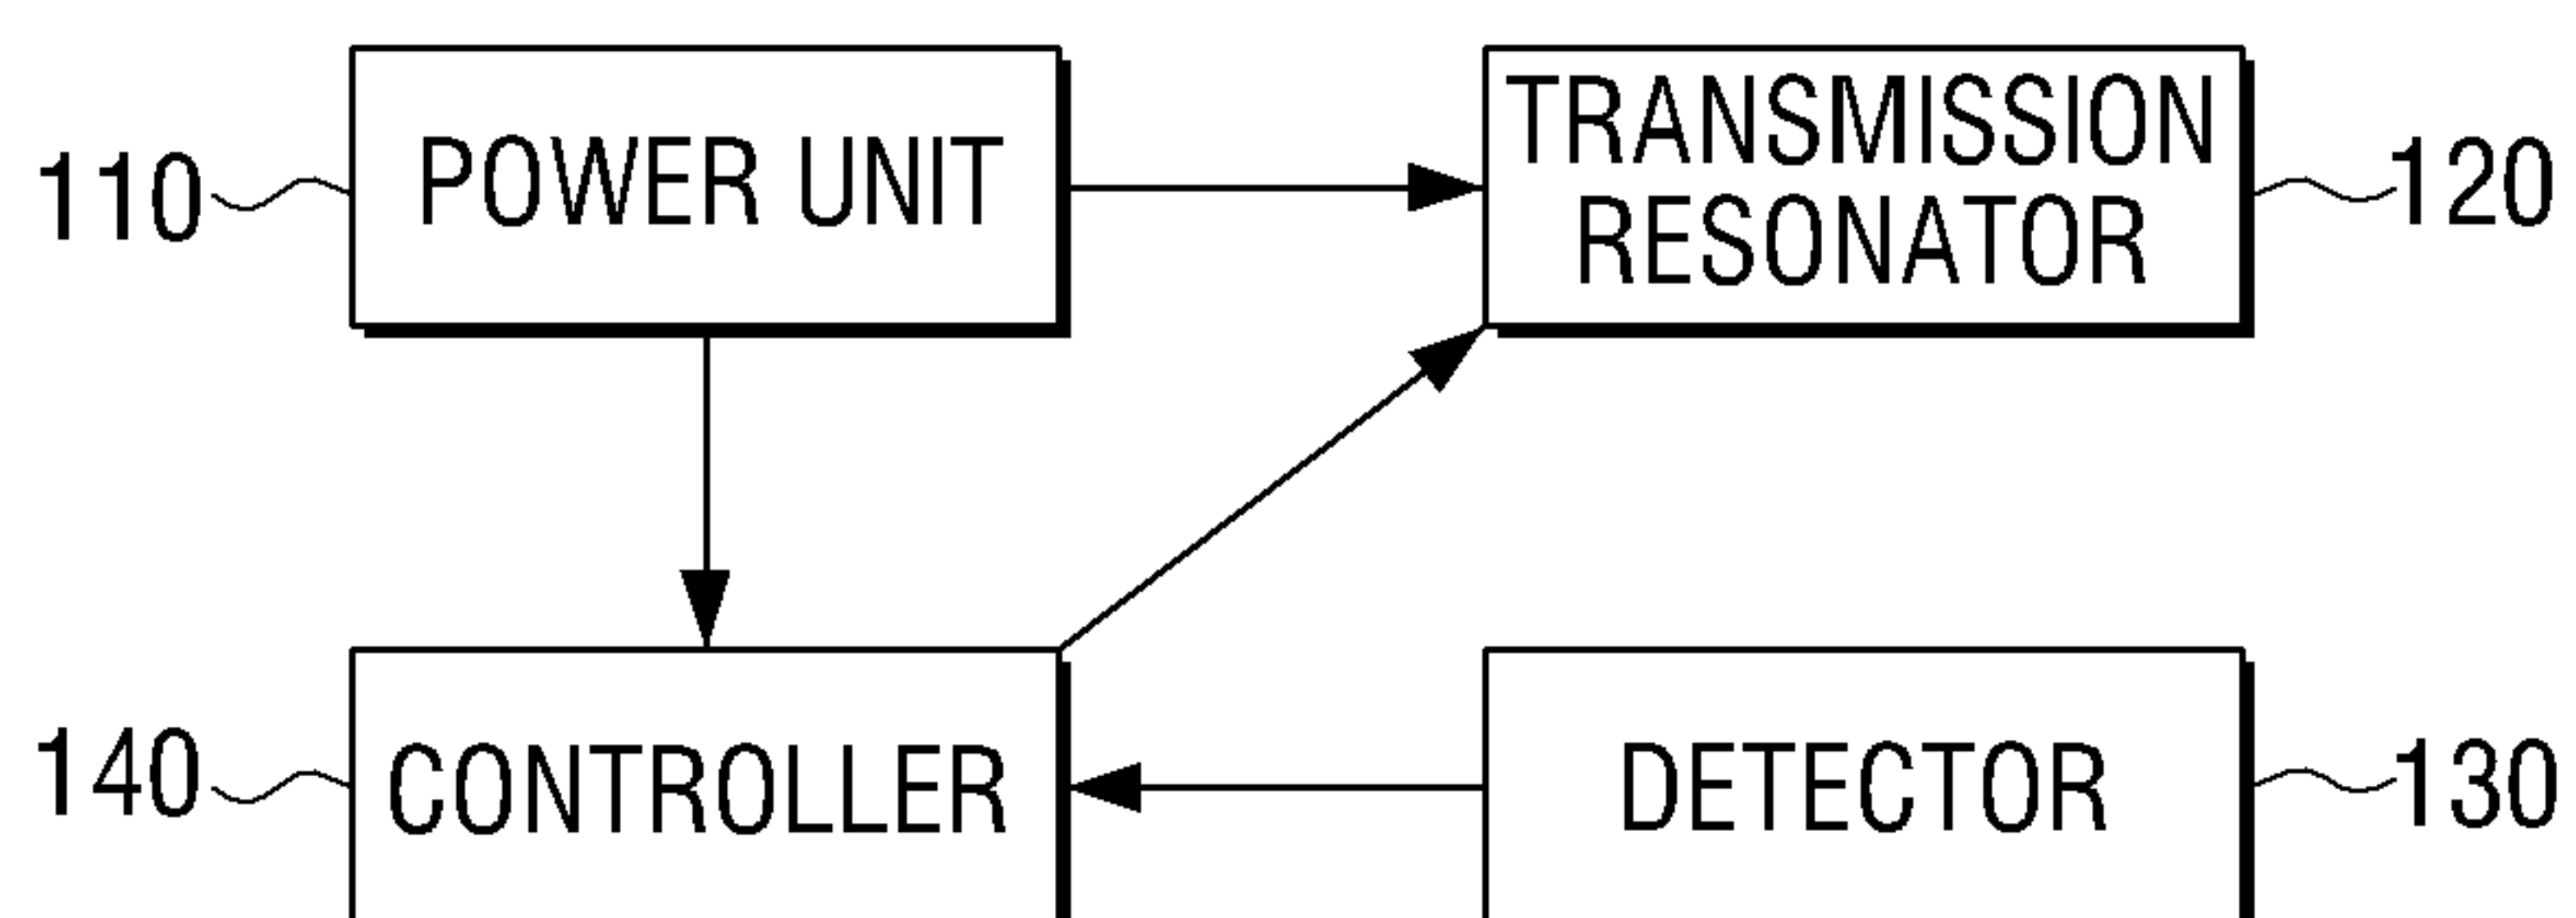 110
POWER UNIT
TRANSMISSION
RESONATOR
120
140
CONTROLLER
DETECTOR
130